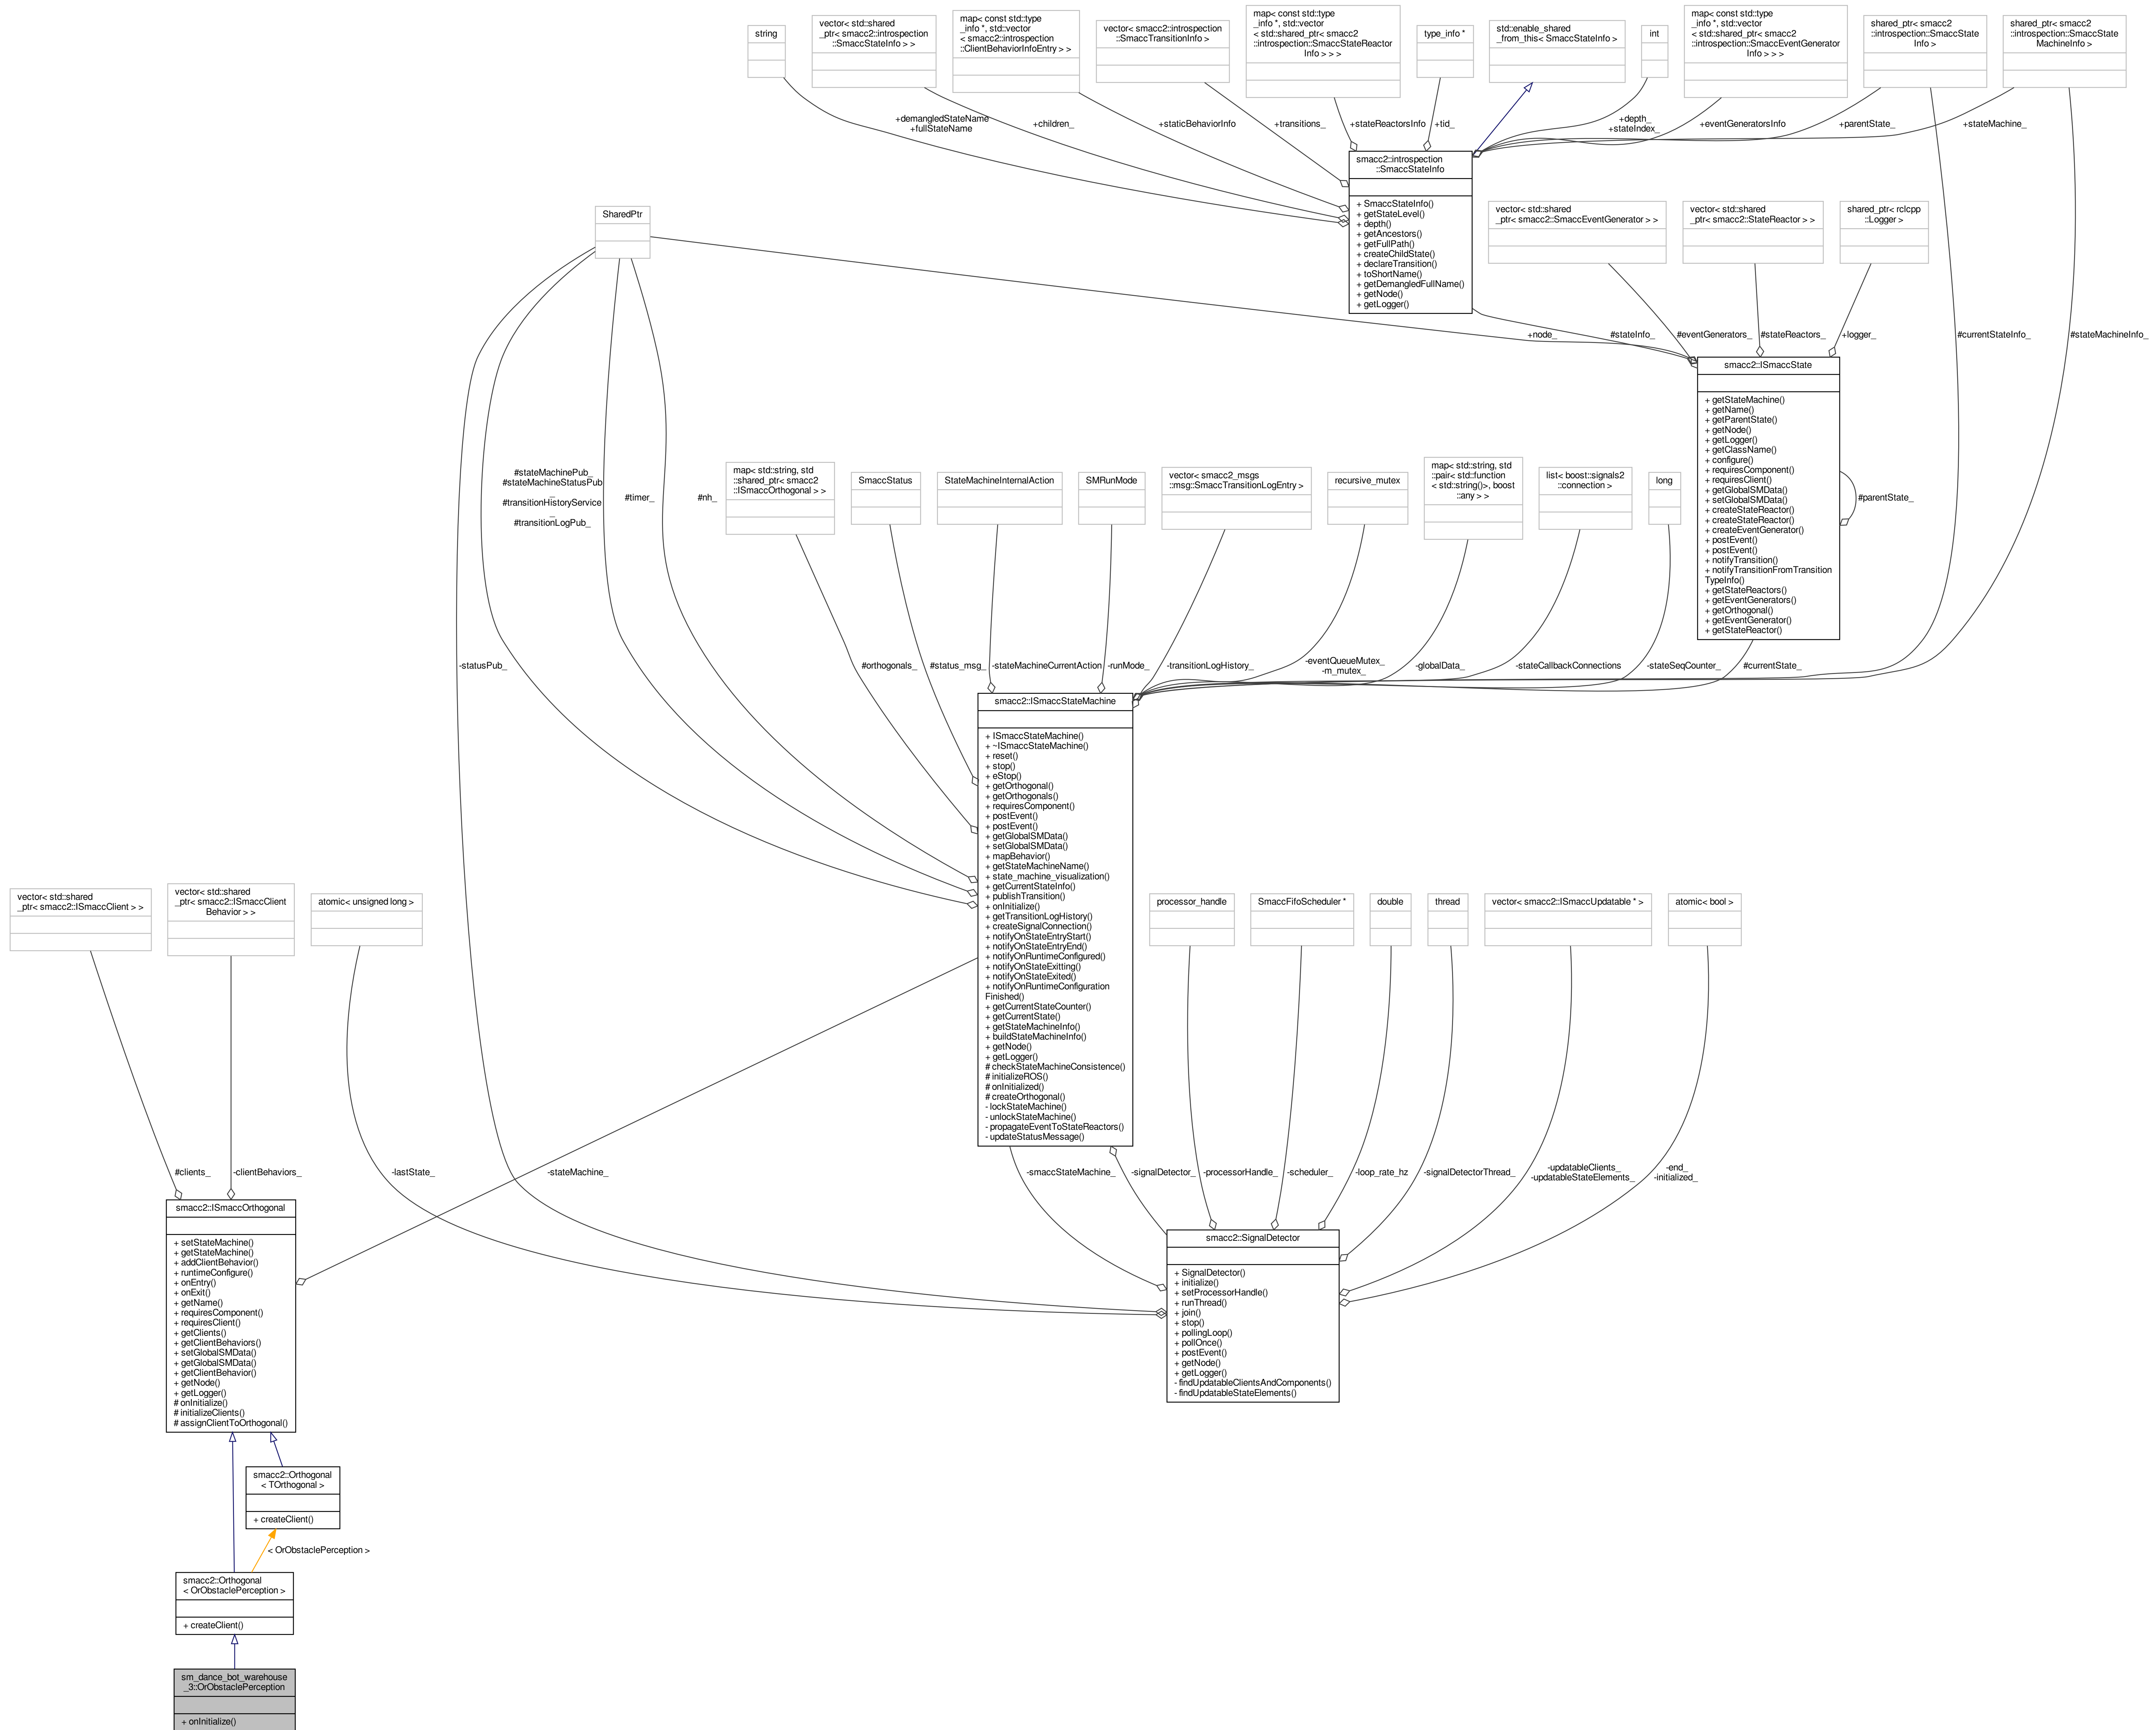 string
vector< std::shared
_ptr< smacc2::introspection
::SmaccStateInfo > >
map< const std::type
_info *, std::vector
< smacc2::introspection
::ClientBehaviorInfoEntry > >
vector< smacc2::introspection
::SmaccTransitionInfo >
map< const std::type
_info *, std::vector
< std::shared_ptr< smacc2
::introspection::SmaccStateReactor
Info > > >
type_info *
std::enable_shared
_from_this< SmaccStateInfo >
int
map< const std::type
_info *, std::vector
< std::shared_ptr< smacc2
::introspection::SmaccEventGenerator
Info > > >
shared_ptr< smacc2
::introspection::SmaccState
Info >
shared_ptr< smacc2
::introspection::SmaccState
MachineInfo >
+demangledStateName
+fullStateName
+children_
+staticBehaviorInfo
+transitions_
+stateReactorsInfo
+tid_
+depth_
+stateIndex_
+eventGeneratorsInfo
+parentState_
+stateMachine_
smacc2::introspection
::SmaccStateInfo
+ SmaccStateInfo()
+ getStateLevel()
+ depth()
+ getAncestors()
+ getFullPath()
+ createChildState()
+ declareTransition()
+ toShortName()
+ getDemangledFullName()
+ getNode()
+ getLogger()
SharedPtr
vector< std::shared
_ptr< smacc2::SmaccEventGenerator > >
vector< std::shared
_ptr< smacc2::StateReactor > >
shared_ptr< rclcpp
::Logger >
+node_
#stateInfo_
#eventGenerators_
#stateReactors_
+logger_
#currentStateInfo_
#stateMachineInfo_
smacc2::ISmaccState
+ getStateMachine()
+ getName()
+ getParentState()
+ getNode()
+ getLogger()
+ getClassName()
+ configure()
+ requiresComponent()
+ requiresClient()
+ getGlobalSMData()
+ setGlobalSMData()
+ createStateReactor()
+ createStateReactor()
+ createEventGenerator()
+ postEvent()
+ postEvent()
+ notifyTransition()
+ notifyTransitionFromTransition
TypeInfo()
+ getStateReactors()
+ getEventGenerators()
+ getOrthogonal()
+ getEventGenerator()
+ getStateReactor()
#parentState_
#stateMachinePub_
#stateMachineStatusPub
_
#transitionHistoryService
_
#transitionLogPub_
#timer_
#nh_
map< std::string, std
::shared_ptr< smacc2
::ISmaccOrthogonal > >
SmaccStatus
StateMachineInternalAction
SMRunMode
vector< smacc2_msgs
::msg::SmaccTransitionLogEntry >
recursive_mutex
map< std::string, std
::pair< std::function
< std::string()>, boost
::any > >
list< boost::signals2
::connection >
long
-statusPub_
#orthogonals_
#status_msg_
-stateMachineCurrentAction
-runMode_
-transitionLogHistory_
-eventQueueMutex_
-m_mutex_
-globalData_
-stateCallbackConnections
-stateSeqCounter_
#currentState_
smacc2::ISmaccStateMachine
+ ISmaccStateMachine()
+ ~ISmaccStateMachine()
+ reset()
+ stop()
+ eStop()
+ getOrthogonal()
+ getOrthogonals()
+ requiresComponent()
+ postEvent()
+ postEvent()
+ getGlobalSMData()
+ setGlobalSMData()
+ mapBehavior()
+ getStateMachineName()
+ state_machine_visualization()
+ getCurrentStateInfo()
+ publishTransition()
+ onInitialize()
+ getTransitionLogHistory()
+ createSignalConnection()
+ notifyOnStateEntryStart()
+ notifyOnStateEntryEnd()
+ notifyOnRuntimeConfigured()
+ notifyOnStateExitting()
+ notifyOnStateExited()
+ notifyOnRuntimeConfiguration
Finished()
+ getCurrentStateCounter()
+ getCurrentState()
+ getStateMachineInfo()
+ buildStateMachineInfo()
+ getNode()
+ getLogger()
# checkStateMachineConsistence()
# initializeROS()
# onInitialized()
# createOrthogonal()
- lockStateMachine()
- unlockStateMachine()
- propagateEventToStateReactors()
- updateStatusMessage()
vector< std::shared
_ptr< smacc2::ISmaccClient > >
vector< std::shared
_ptr< smacc2::ISmaccClient
Behavior > >
atomic< unsigned long >
processor_handle
SmaccFifoScheduler *
double
thread
vector< smacc2::ISmaccUpdatable * >
atomic< bool >
#clients_
-clientBehaviors_
-lastState_
-stateMachine_
-smaccStateMachine_
-signalDetector_
-processorHandle_
-scheduler_
-loop_rate_hz
-signalDetectorThread_
-updatableClients_
-updatableStateElements_
-end_
-initialized_
smacc2::ISmaccOrthogonal
+ setStateMachine()
+ getStateMachine()
+ addClientBehavior()
+ runtimeConfigure()
+ onEntry()
+ onExit()
+ getName()
+ requiresComponent()
+ requiresClient()
+ getClients()
+ getClientBehaviors()
+ setGlobalSMData()
+ getGlobalSMData()
+ getClientBehavior()
+ getNode()
+ getLogger()
# onInitialize()
# initializeClients()
# assignClientToOrthogonal()
smacc2::SignalDetector
+ SignalDetector()
+ initialize()
+ setProcessorHandle()
+ runThread()
+ join()
+ stop()
+ pollingLoop()
+ pollOnce()
+ postEvent()
+ getNode()
+ getLogger()
- findUpdatableClientsAndComponents()
- findUpdatableStateElements()
smacc2::Orthogonal
< TOrthogonal >
+ createClient()
< OrObstaclePerception >
smacc2::Orthogonal
< OrObstaclePerception >
+ createClient()
sm_dance_bot_warehouse
_3::OrObstaclePerception
+ onInitialize()